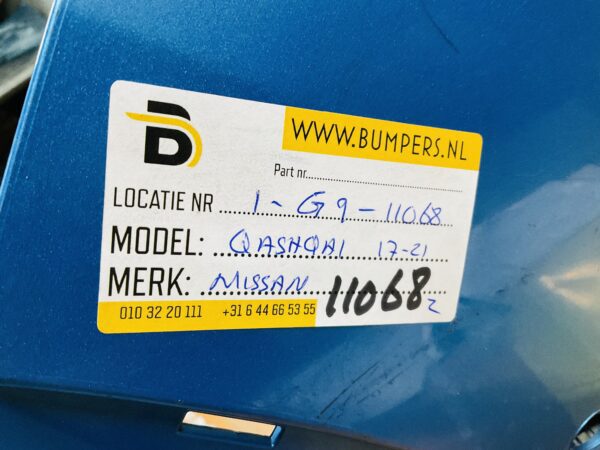 WWW.BUMPERS.NL
Part nr
LOCATIE NR 1-G9-11068
MODEL: QASHQAI 17-21
MERK: NISSAN 11068 2
010 32 20 111 +31 6 44 66 53 55